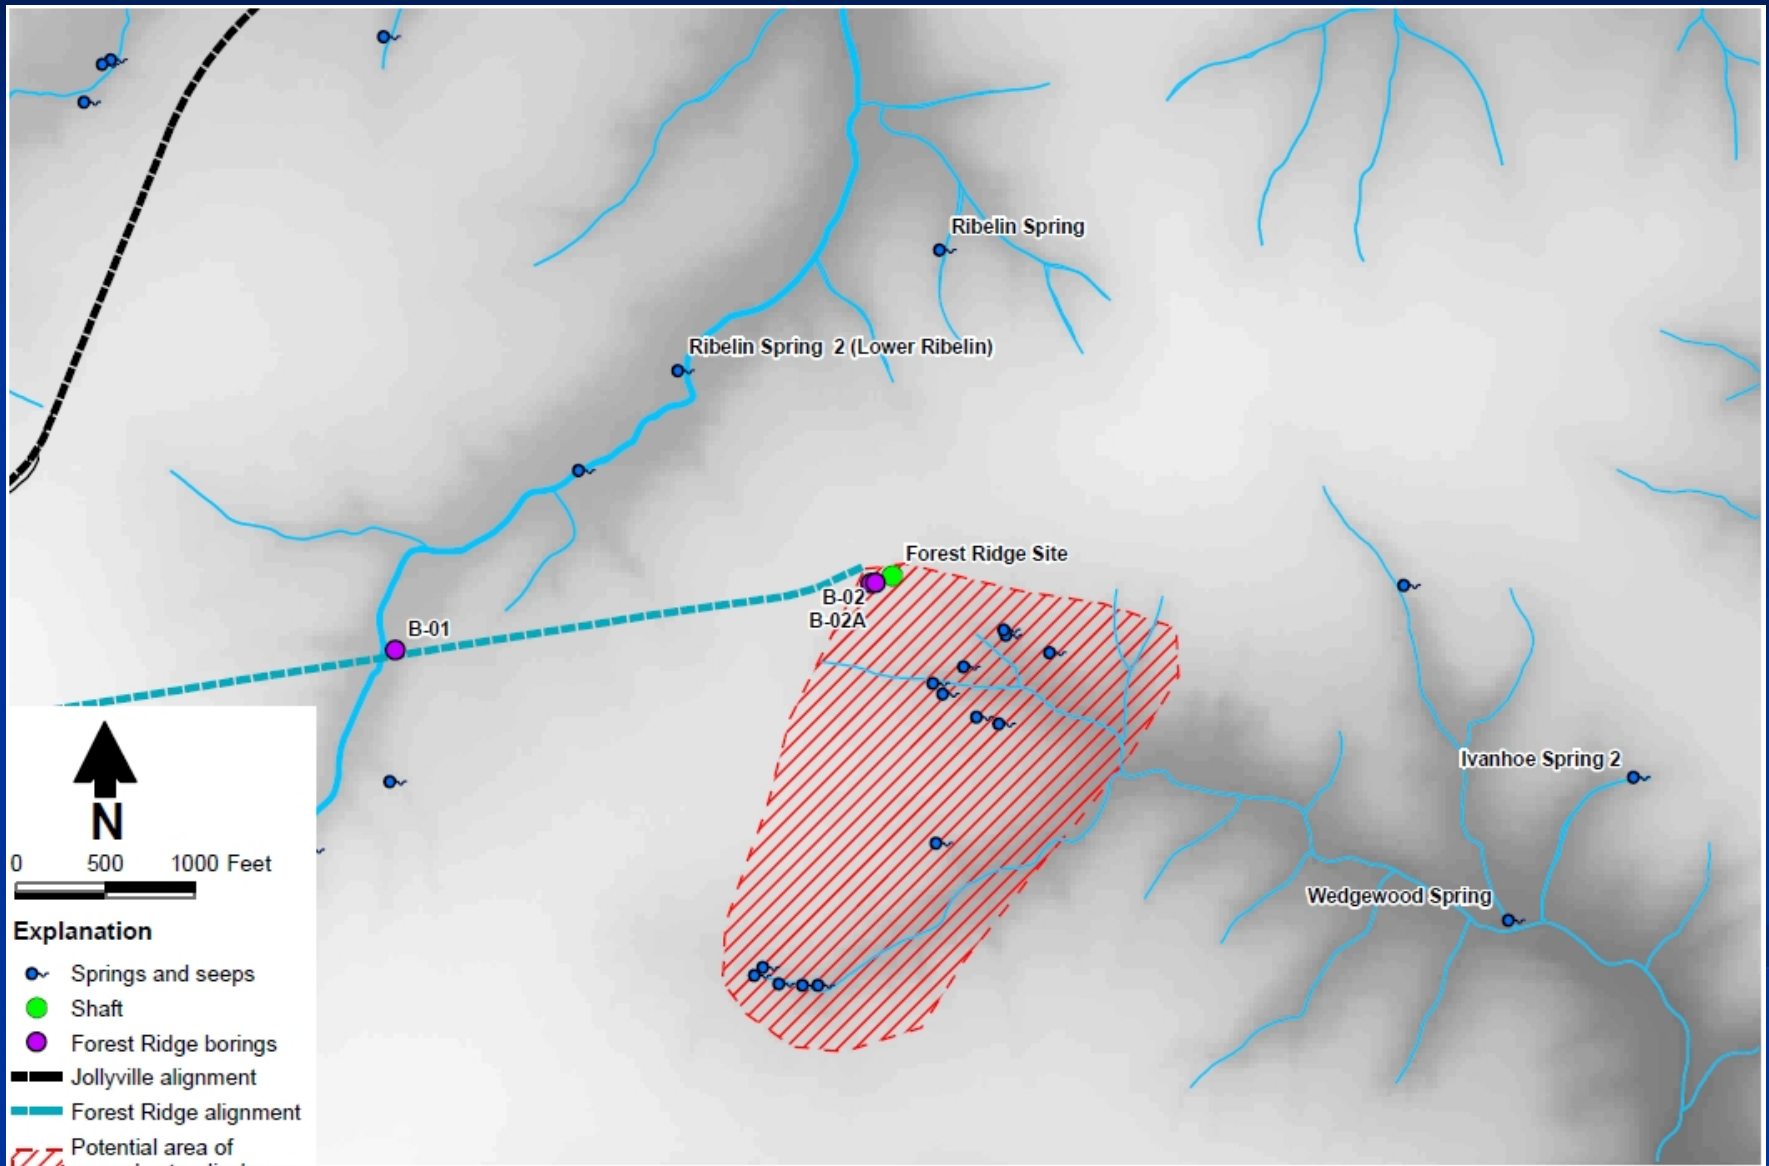 Ribelin Spring
Ribelin Spring 2 (Lower Ribelin)
Forest Ridge Site
B-02
B-02A
B-01
Ivanhoe Spring 2
Wedgewood Spring
N
0 500 1000 Feet
Explanation
Springs and seeps
Shaft
Forest Ridge borings
Jollyville alignment
Forest Ridge alignment
Potential area of